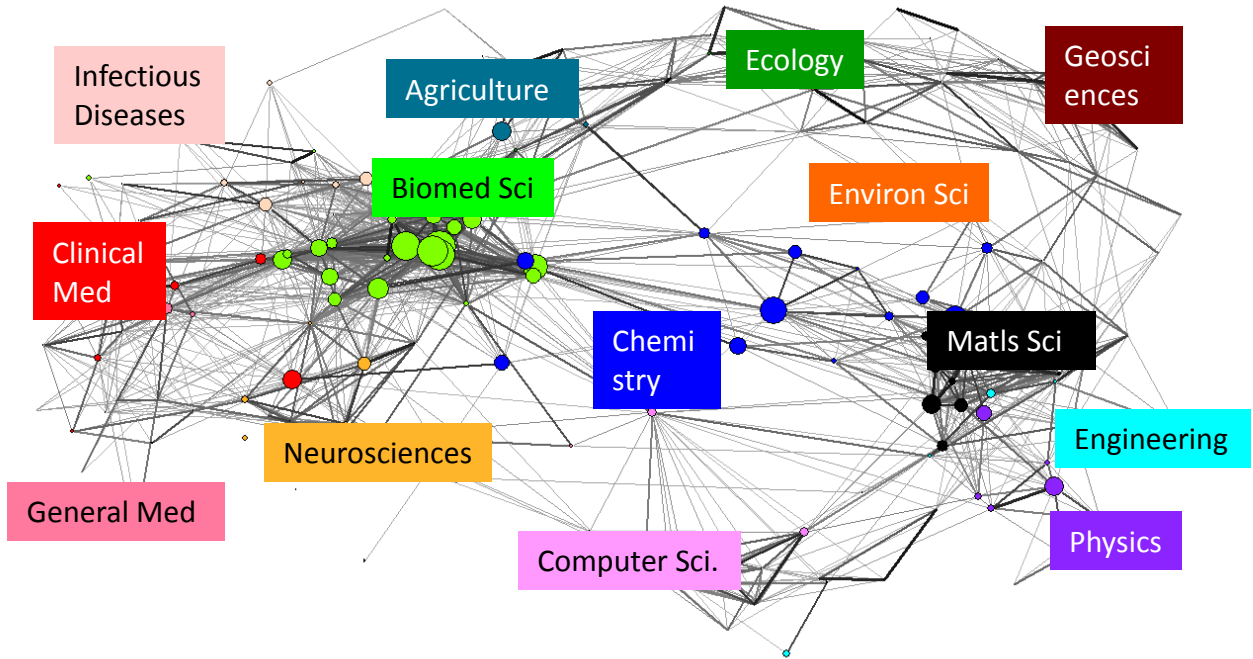 Infectious
Diseases
Agriculture
Ecology
Geosci
ences
Biomed Sci
Environ Sci
Clinical
Med
Chemi
stry
Matls Sci
Neurosciences
Engineering
General Med
Computer Sci.
Physics